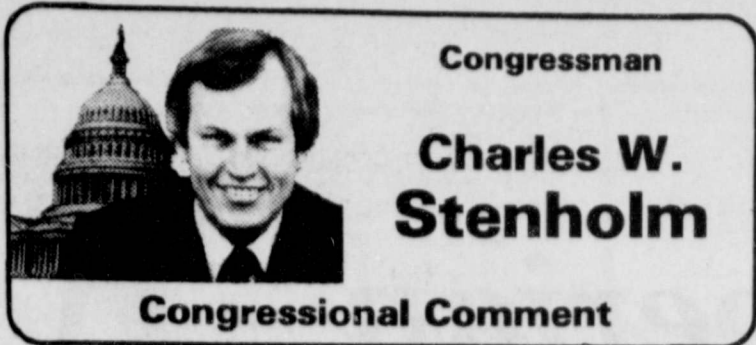 Congressman
Charles W.
Stenholm
Congressional Comment